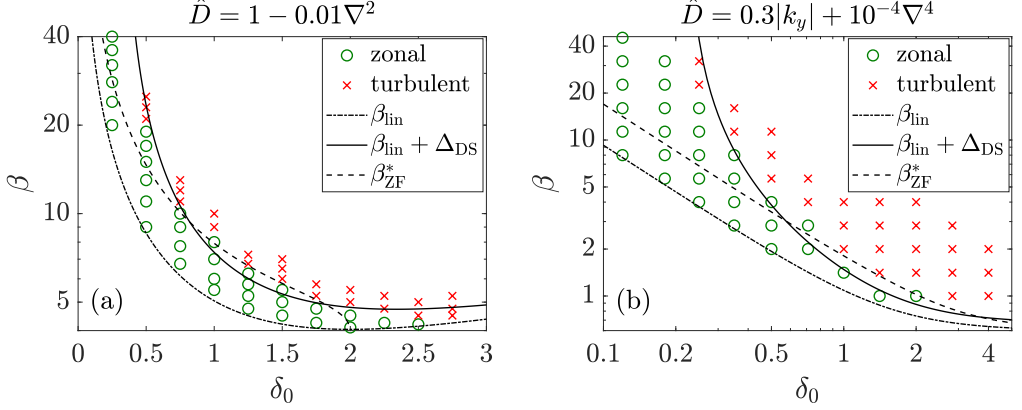 D̂ = 1 − 0.01∇²
40
20
10
5
β
0
0.5
1
1.5
2
2.5
3
δ₀
(a)
zonal
turbulent
β_lin
β_lin + Δ_DS
β*_ZF
D̂ = 0.3|k_y| + 10⁻⁴∇⁴
40
20
10
4
2
1
β
0.1
0.2
0.5
1
2
4
δ₀
(b)
zonal
turbulent
β_lin
β_lin + Δ_DS
β*_ZF